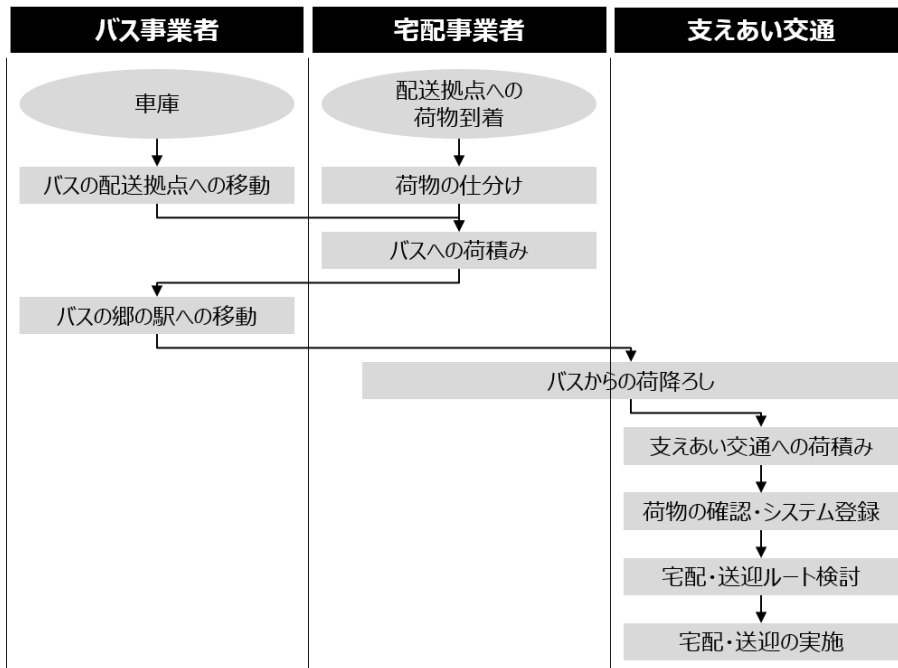 バス事業者
宅配事業者
支えあい交通
車庫
配送拠点への
荷物到着
バスの配送拠点への移動
荷物の仕分け
バスへの荷積み
バスの郷の駅への移動
バスからの荷降ろし
支えあい交通への荷積み
荷物の確認・システム登録
宅配・送迎ルート検討
宅配・送迎の実施